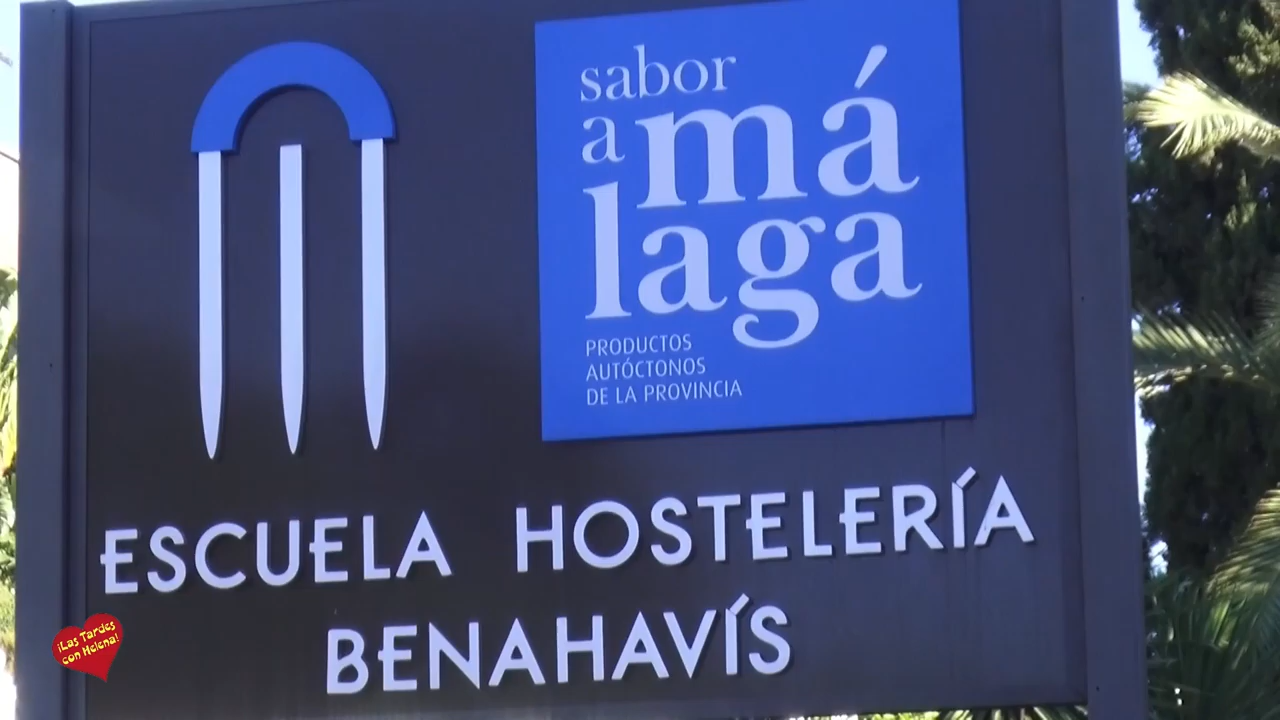 sabor
a má
laga
PRODUCTOS
AUTÓCTONOS
DE LA PROVINCIA
ESCUELA HOSTELERÍA
BENAHAVÍS
¡Las Tardes
con Helena!